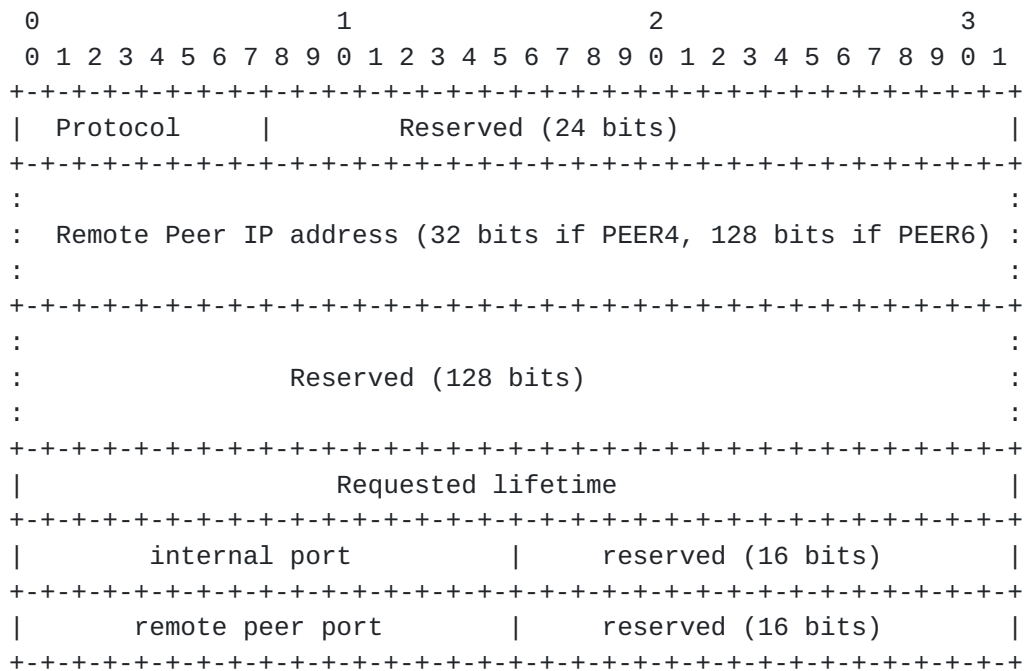 0                   1                   2                   3
 0 1 2 3 4 5 6 7 8 9 0 1 2 3 4 5 6 7 8 9 0 1 2 3 4 5 6 7 8 9 0 1
+-+-+-+-+-+-+-+-+-+-+-+-+-+-+-+-+-+-+-+-+-+-+-+-+-+-+-+-+-+-+-+-+
|  Protocol     |        Reserved (24 bits)                     |
+-+-+-+-+-+-+-+-+-+-+-+-+-+-+-+-+-+-+-+-+-+-+-+-+-+-+-+-+-+-+-+-+
:                                                               :
:  Remote Peer IP address (32 bits if PEER4, 128 bits if PEER6) :
:                                                               :
+-+-+-+-+-+-+-+-+-+-+-+-+-+-+-+-+-+-+-+-+-+-+-+-+-+-+-+-+-+-+-+-+
:                                                               :
:                 Reserved (128 bits)                           :
:                                                               :
+-+-+-+-+-+-+-+-+-+-+-+-+-+-+-+-+-+-+-+-+-+-+-+-+-+-+-+-+-+-+-+-+
|                    Requested lifetime                         |
+-+-+-+-+-+-+-+-+-+-+-+-+-+-+-+-+-+-+-+-+-+-+-+-+-+-+-+-+-+-+-+-+
|        internal port          |     reserved (16 bits)        |
+-+-+-+-+-+-+-+-+-+-+-+-+-+-+-+-+-+-+-+-+-+-+-+-+-+-+-+-+-+-+-+-+
|       remote peer port        |     reserved (16 bits)        |
+-+-+-+-+-+-+-+-+-+-+-+-+-+-+-+-+-+-+-+-+-+-+-+-+-+-+-+-+-+-+-+-+